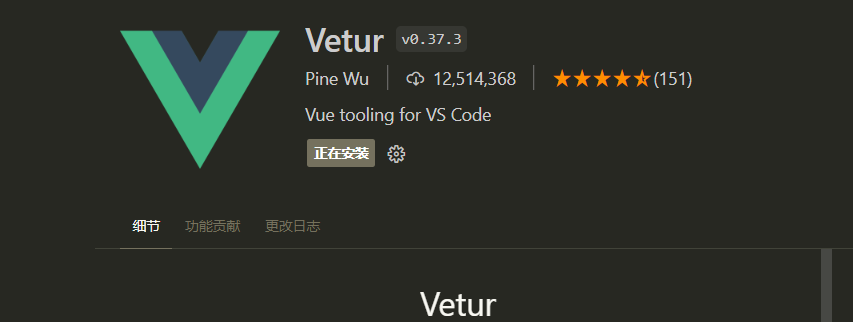 Vetur v0.37.3
Pine Wu 12,514,368 (151)
Vue tooling for VS Code
正在安装
细节 功能贡献 更改日志
Vetur